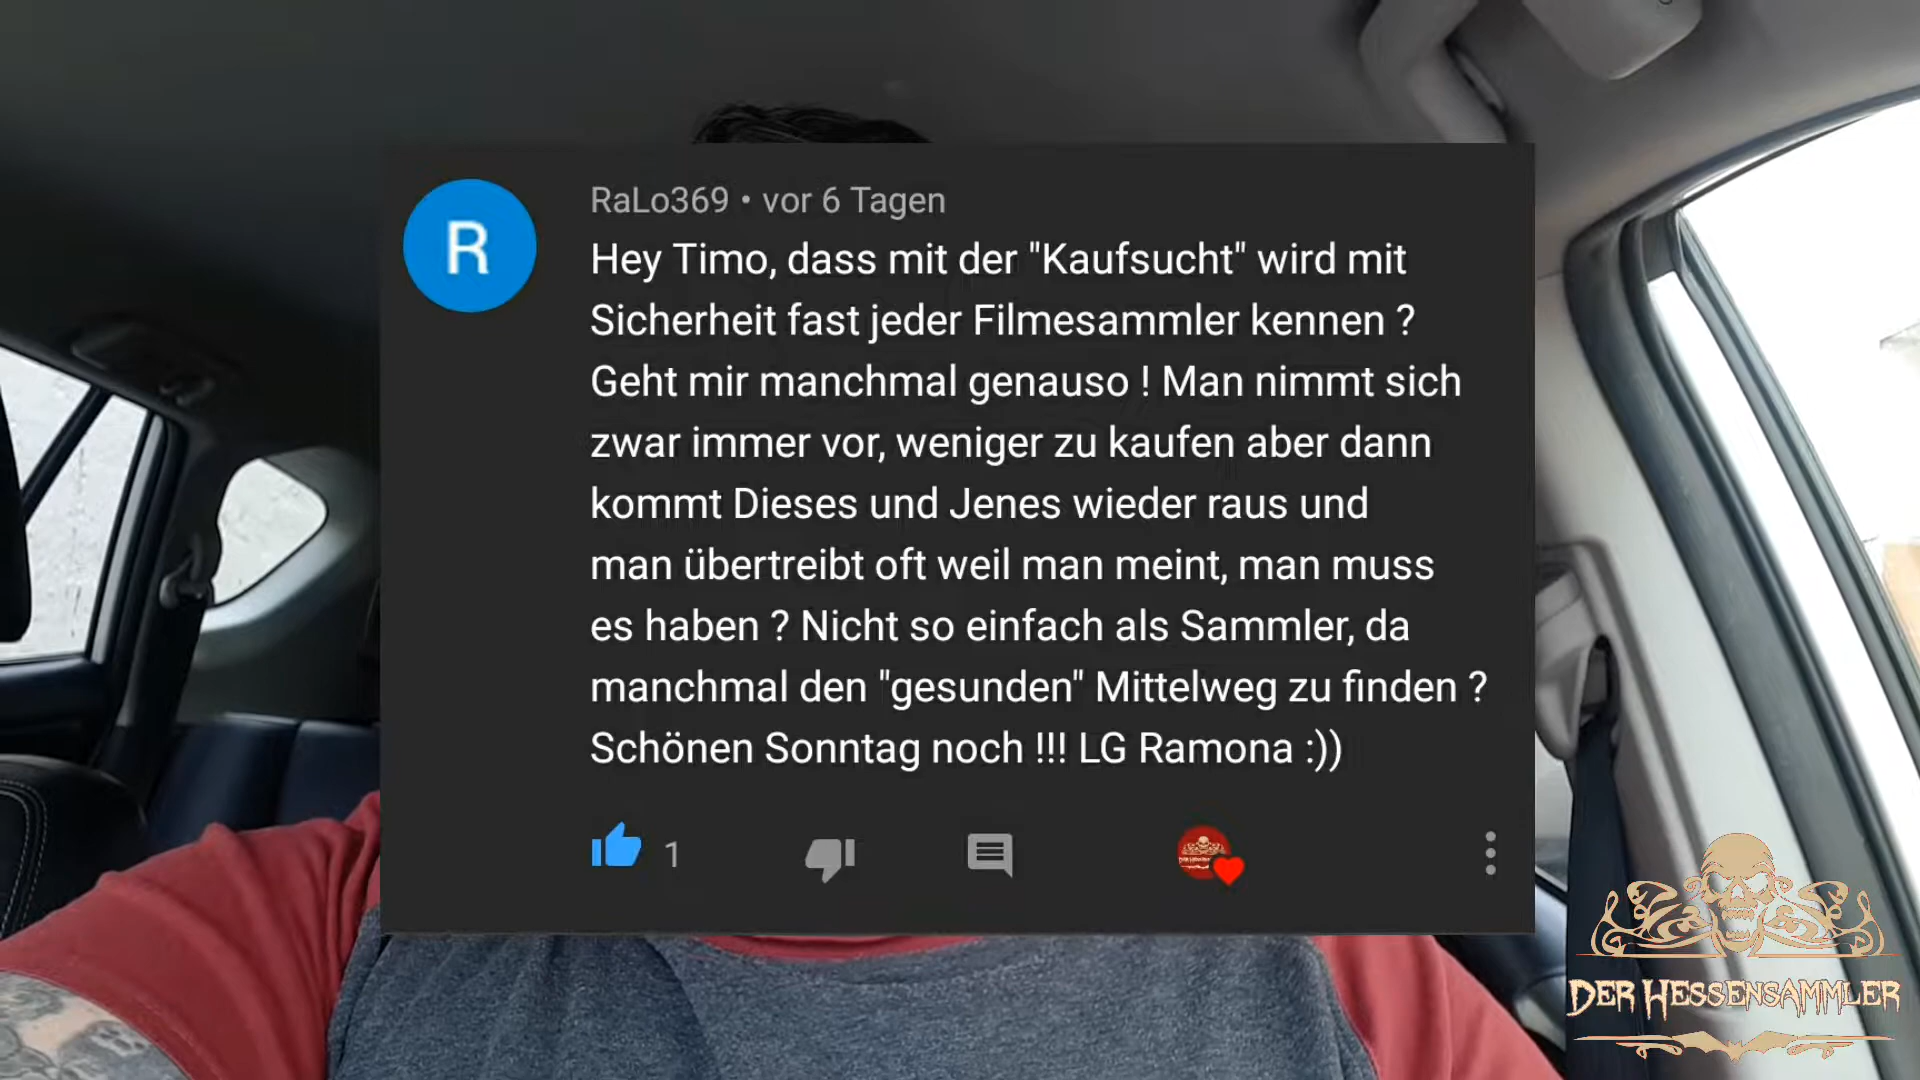 R
RaLo369 • vor 6 Tagen
Hey Timo, dass mit der "Kaufsucht" wird mit
Sicherheit fast jeder Filmesammler kennen ?
Geht mir manchmal genauso ! Man nimmt sich
zwar immer vor, weniger zu kaufen aber dann
kommt Dieses und Jenes wieder raus und
man übertreibt oft weil man meint, man muss
es haben ? Nicht so einfach als Sammler, da
manchmal den "gesunden" Mittelweg zu finden ?
Schönen Sonntag noch !!! LG Ramona :))
1
DER HESSENSAMMLER